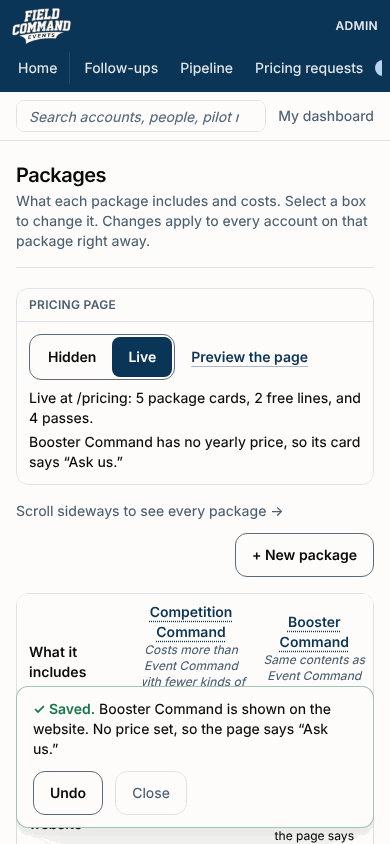 FIELD
COMMAND
EVENTS
ADMIN
Home
Follow-ups
Pipeline
Pricing requests
Search accounts, people, pilot
My dashboard
Packages
What each package includes and costs. Select a box
to change it. Changes apply to every account on that
package right away.
PRICING PAGE
Hidden
Live
Preview the page
Live at /pricing: 5 package cards, 2 free lines, and
4 passes.
Booster Command has no yearly price, so its card
says “Ask us.”
Scroll sideways to see every package →
+ New package
What it
includes
Competition
Command
Costs more than
Event Command
with fewer kinds of
Booster
Command
Same contents as
Event Command
✓ Saved. Booster Command is shown on the
website. No price set, so the page says “Ask
us.”
Undo
Close
the page says